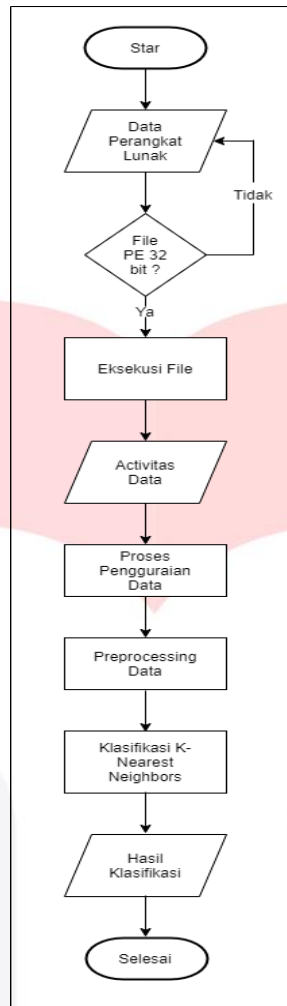 Star
Data
Perangkat
Lunak
Tidak
File
PE 32
bit ?
Ya
Eksekusi File
Activitas
Data
Proses
Pengguraian
Data
Preprocessing
Data
Klasifikasi K-
Nearest
Neighbors
Hasil
Klasifikasi
Selesai